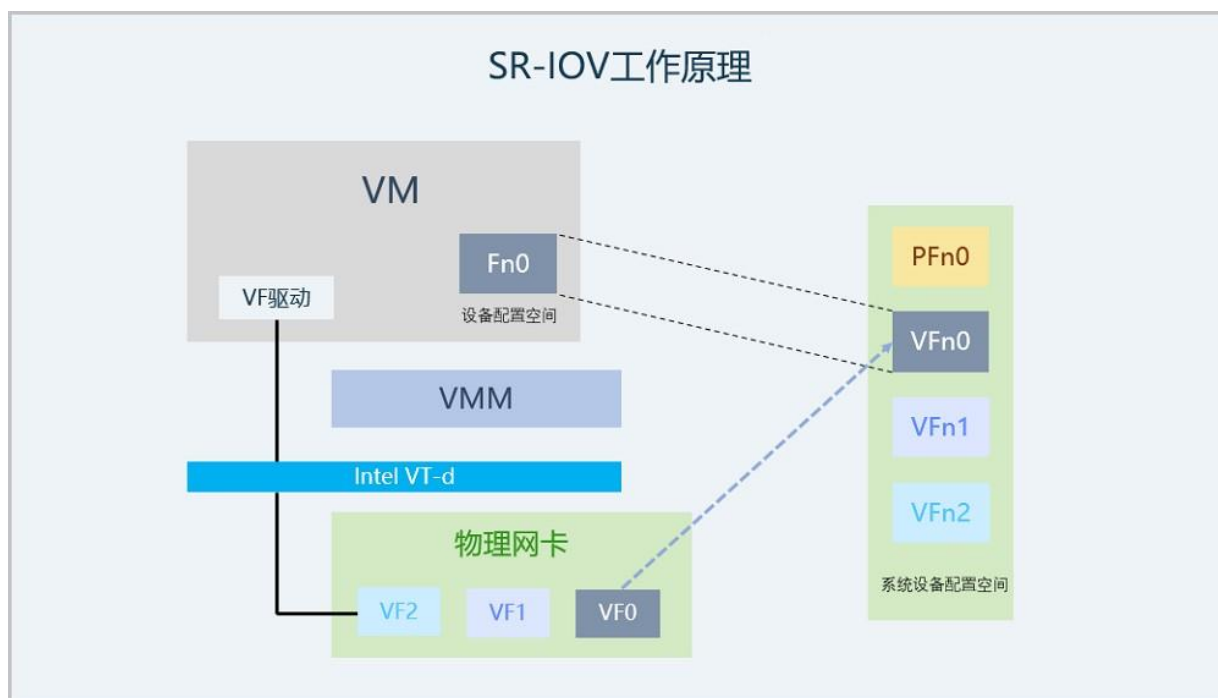 SR-IOV工作原理
VM
Fn0
VF驱动
设备配置空间
VMM
Intel VT-d
物理网卡
VF2
VF1
VF0
PFn0
VFn0
VFn1
VFn2
系统设备配置空间